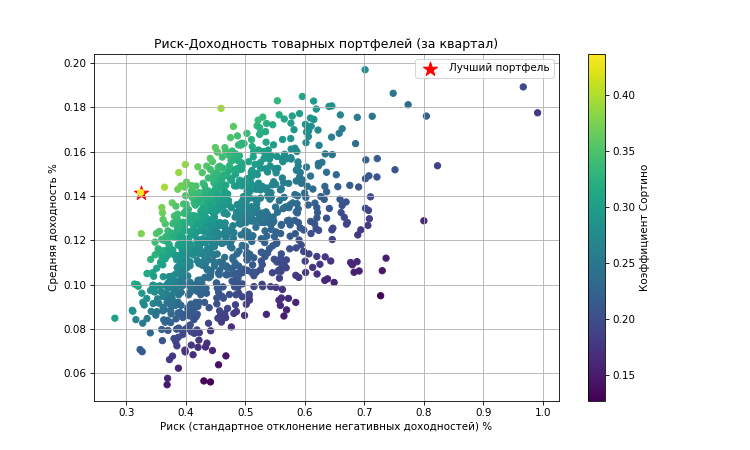 Риск-Доходность товарных портфелей (за квартал)
Лучший портфель
Средняя доходность %
0.20
0.18
0.16
0.14
0.12
0.10
0.08
0.06
0.3 0.4 0.5 0.6 0.7 0.8 0.9 1.0
Риск (стандартное отклонение негативных доходностей) %
0.40
0.35
0.30
0.25
0.20
0.15
Коэффициент Сортино